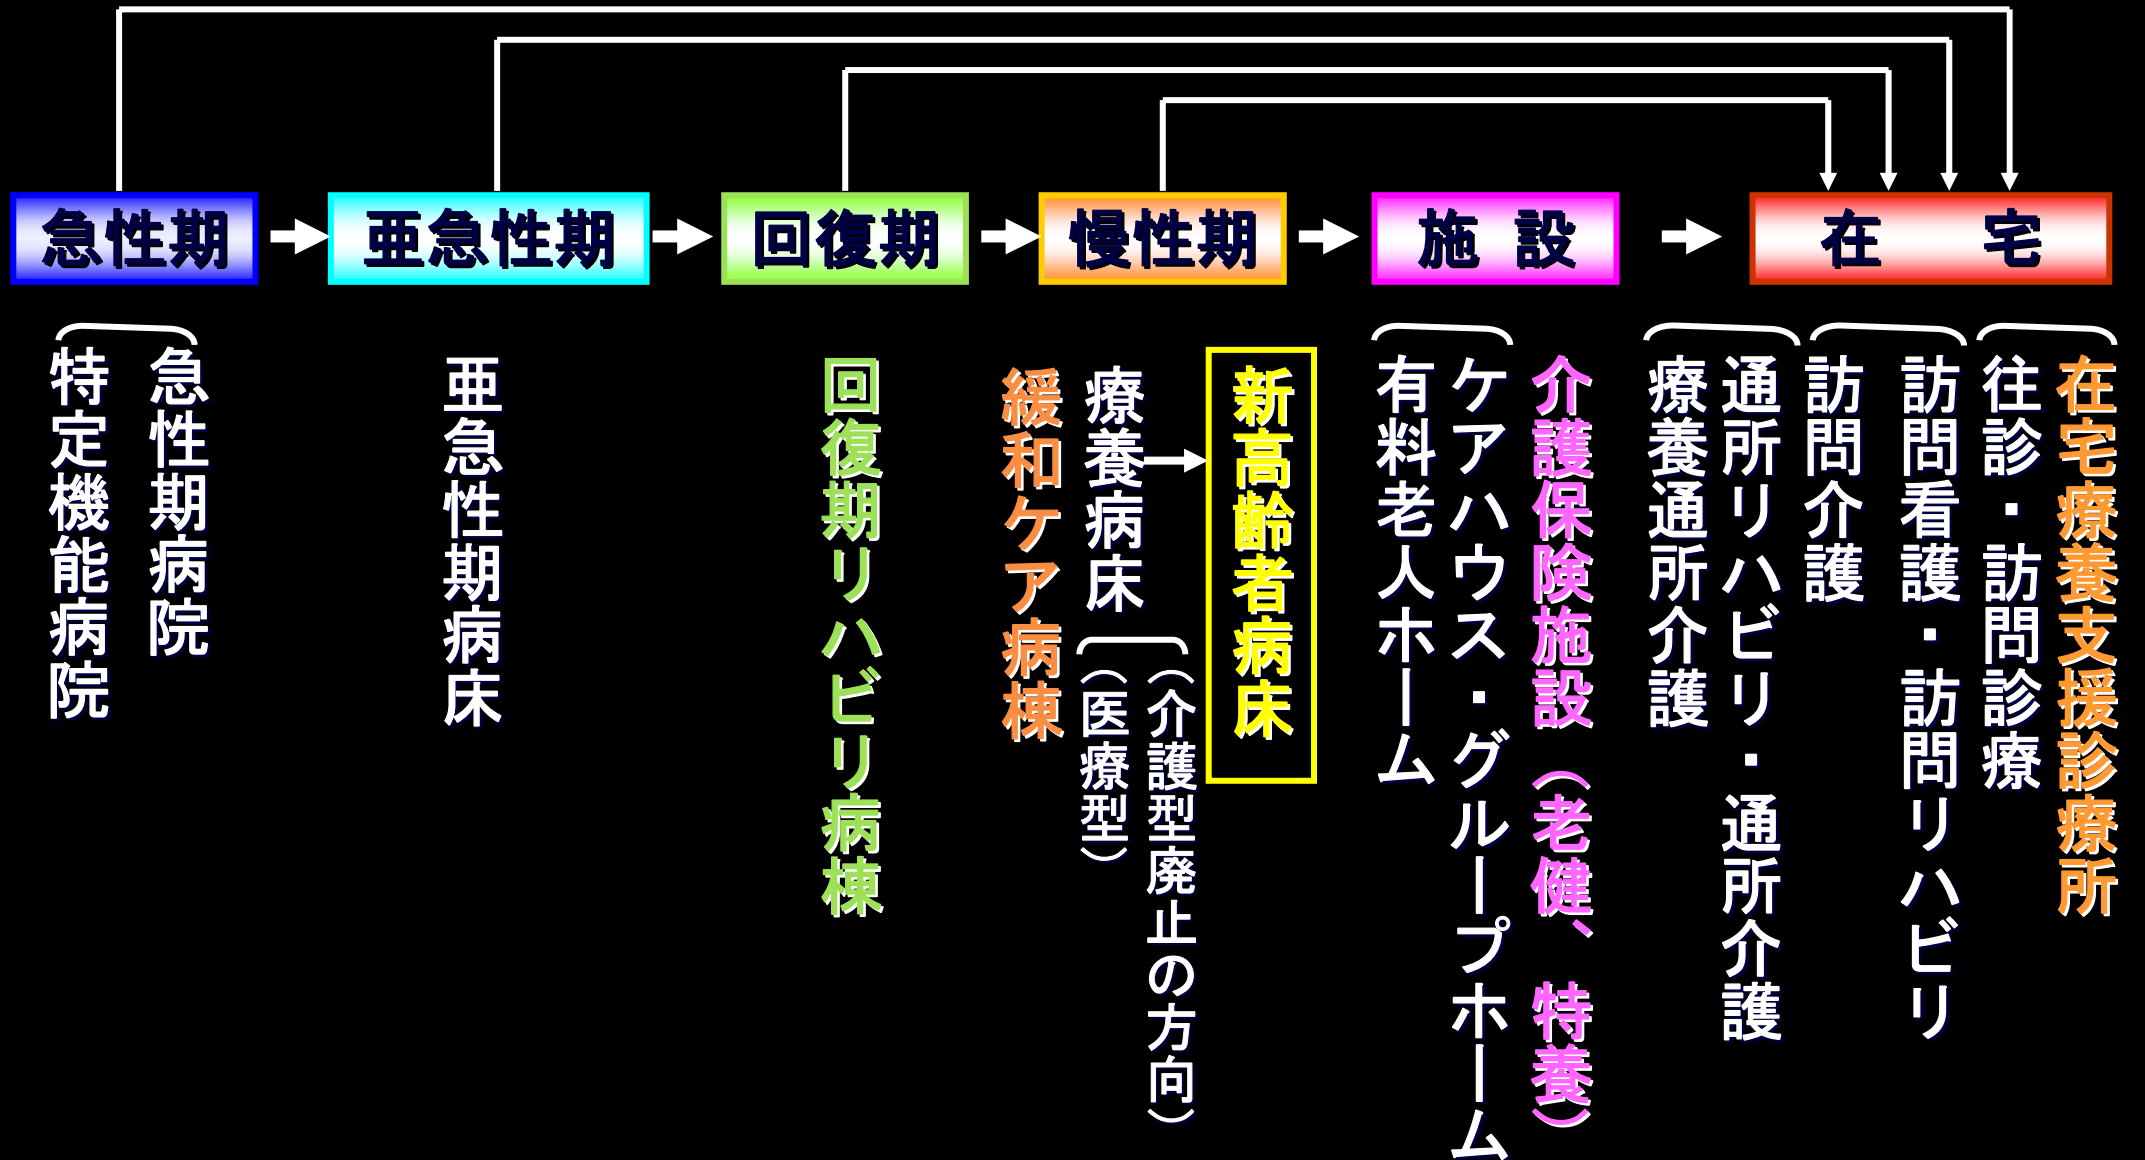 急性期
亜急性期
回復期
慢性期
施 設
在 宅
急性期病院
特定機能病院
亜急性期病床
回復期リハビリ病棟
新高齢者病床
療養病床
(介護型廃止の方向)
(医療型)
緩和ケア病棟
介護保険施設(老健、特養)
ケアハウス・グループホーム
有料老人ホーム
在宅療養支援診療所
往診・訪問診療
訪問看護・訪問リハビリ
訪問介護
通所リハビリ・通所介護
療養通所介護